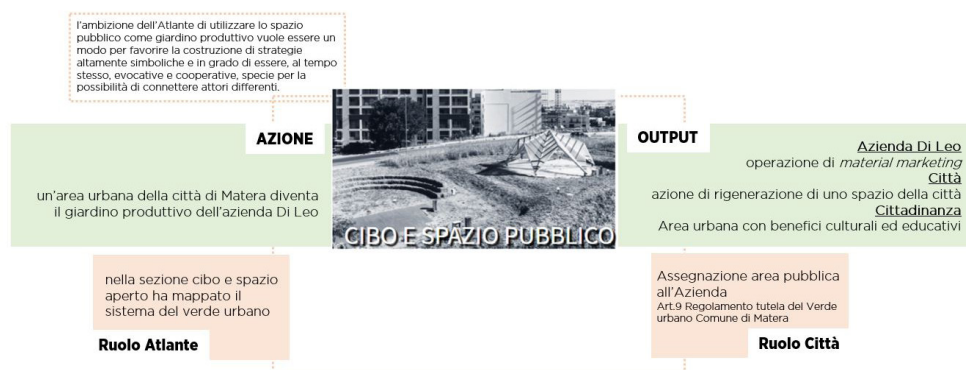 l'ambizione dell'Atlante di utilizzare lo spazio
pubblico come giardino produttivo vuole essere un
modo per favorire la costruzione di strategie
altamente simboliche e in grado di essere, al tempo
stesso, evocative e cooperative, specie per la
possibilità di connettere attori differenti.
AZIONE
un'area urbana della città di Matera diventa
il giardino produttivo dell'azienda Di Leo
CIBO E SPAZIO PUBBLICO
OUTPUT
Azienda Di Leo
operazione di material marketing
Città
azione di rigenerazione di uno spazio della città
Cittadinanza
Area urbana con benefici culturali ed educativi
nella sezione cibo e spazio
aperto ha mappato il
sistema del verde urbano
Ruolo Atlante
Assegnazione area pubblica
all'Azienda
Art.9 Regolamento tutela del Verde
urbano Comune di Matera
Ruolo Città